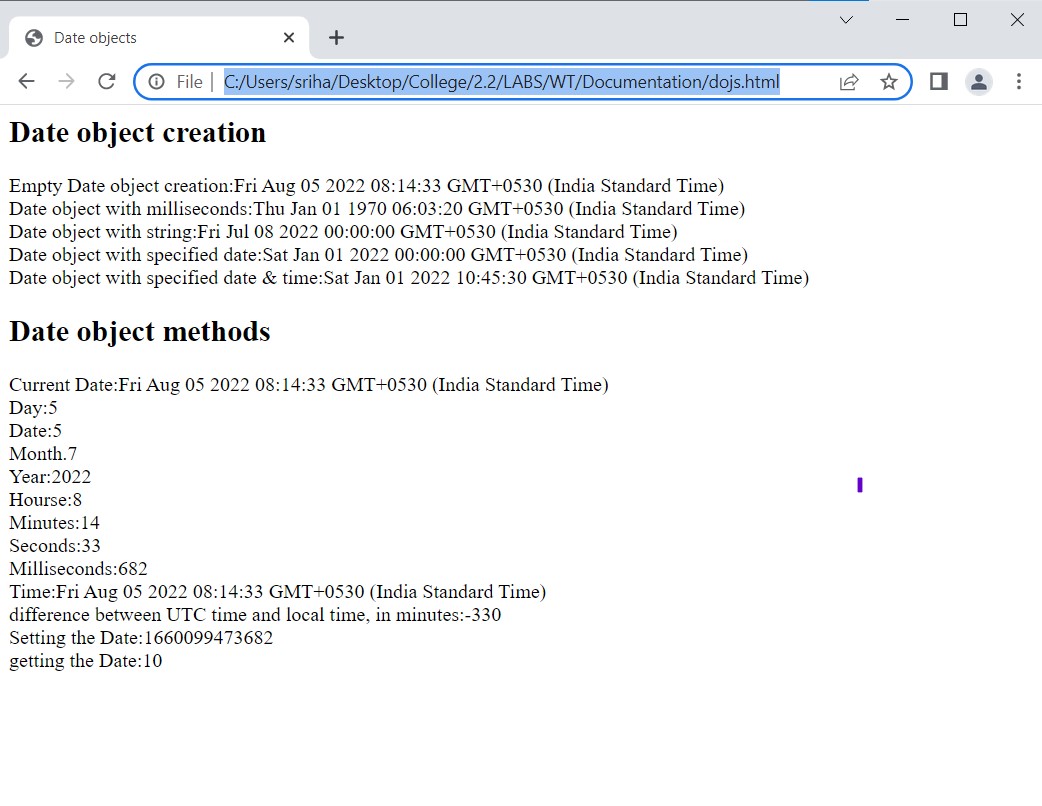 Date objects
File | C:/Users/sriha/Desktop/College/2.2/LABS/WT/Documentation/dojs.html
Date object creation
Empty Date object creation:Fri Aug 05 2022 08:14:33 GMT+0530 (India Standard Time)
Date object with milliseconds:Thu Jan 01 1970 06:03:20 GMT+0530 (India Standard Time)
Date object with string:Fri Jul 08 2022 00:00:00 GMT+0530 (India Standard Time)
Date object with specified date:Sat Jan 01 2022 00:00:00 GMT+0530 (India Standard Time)
Date object with specified date & time:Sat Jan 01 2022 10:45:30 GMT+0530 (India Standard Time)
Date object methods
Current Date:Fri Aug 05 2022 08:14:33 GMT+0530 (India Standard Time)
Day:5
Date:5
Month.7
Year:2022
Hourse:8
Minutes:14
Seconds:33
Milliseconds:682
Time:Fri Aug 05 2022 08:14:33 GMT+0530 (India Standard Time)
difference between UTC time and local time, in minutes:-330
Setting the Date:1660099473682
getting the Date:10